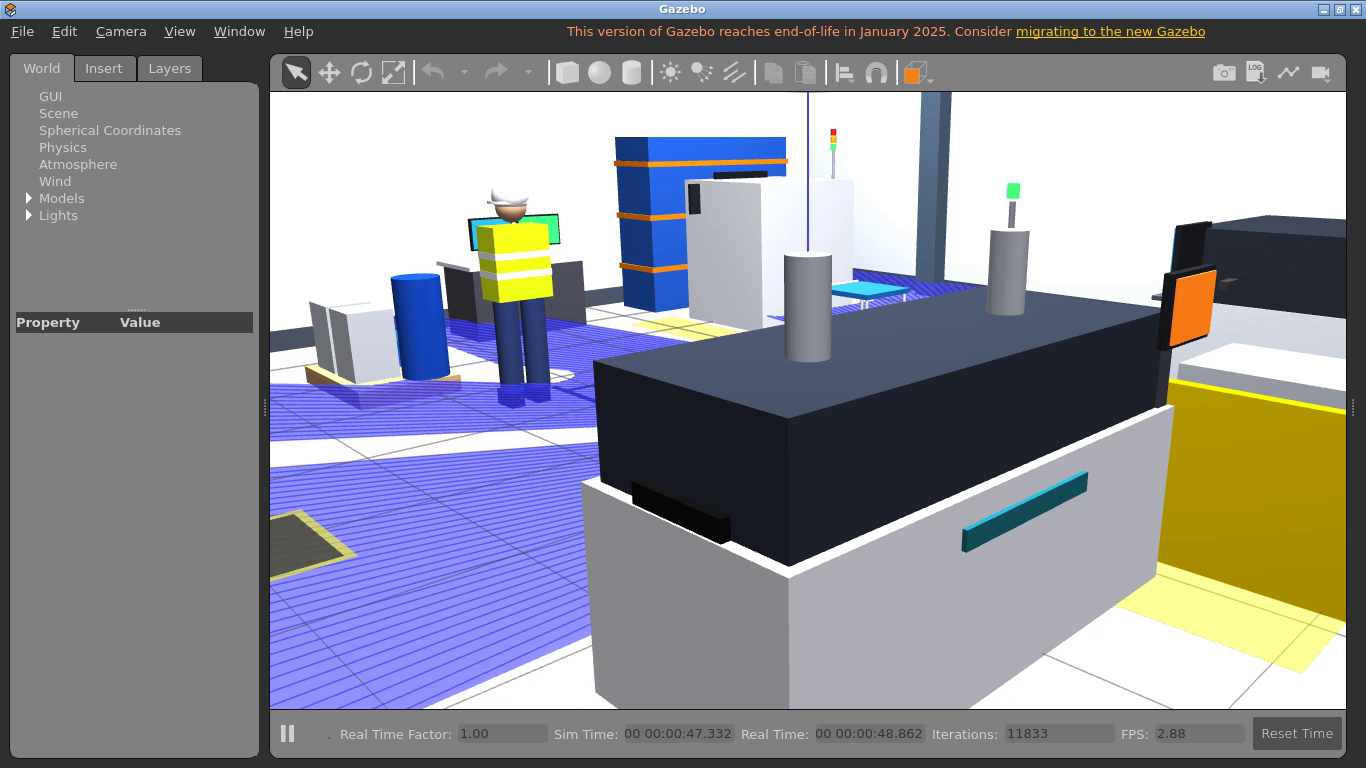 Gazebo
File Edit Camera View Window Help
This version of Gazebo reaches end-of-life in January 2025. Consider migrating to the new Gazebo
World Insert Layers
LOG
GUI
Scene
Spherical Coordinates
Physics
Atmosphere
Wind
Models
Lights
Property Value
Real Time Factor: 1.00 Sim Time: 00 00:00:47.332 Real Time: 00 00:00:48.862 Iterations: 11833 FPS: 2.88 Reset Time